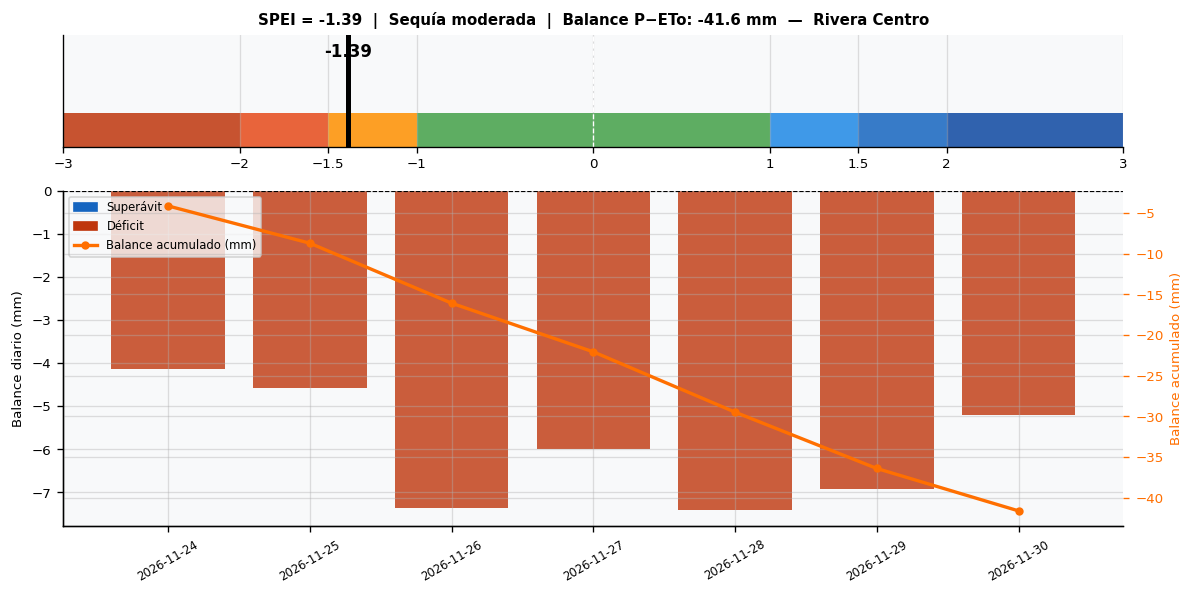 SPEI = -1.39  |  Sequía moderada  |  Balance P−ETo: -41.6 mm  —  Rivera Centro
-1.39
−3 −2 −1.5 −1 0 1 1.5 2 3
Superávit
Déficit
Balance acumulado (mm)
Balance diario (mm)
0
−1
−2
−3
−4
−5
−6
−7
−5
−10
−15
−20
−25
−30
−35
−40
Balance acumulado (mm)
2026-11-24 2026-11-25 2026-11-26 2026-11-27 2026-11-28 2026-11-29 2026-11-30